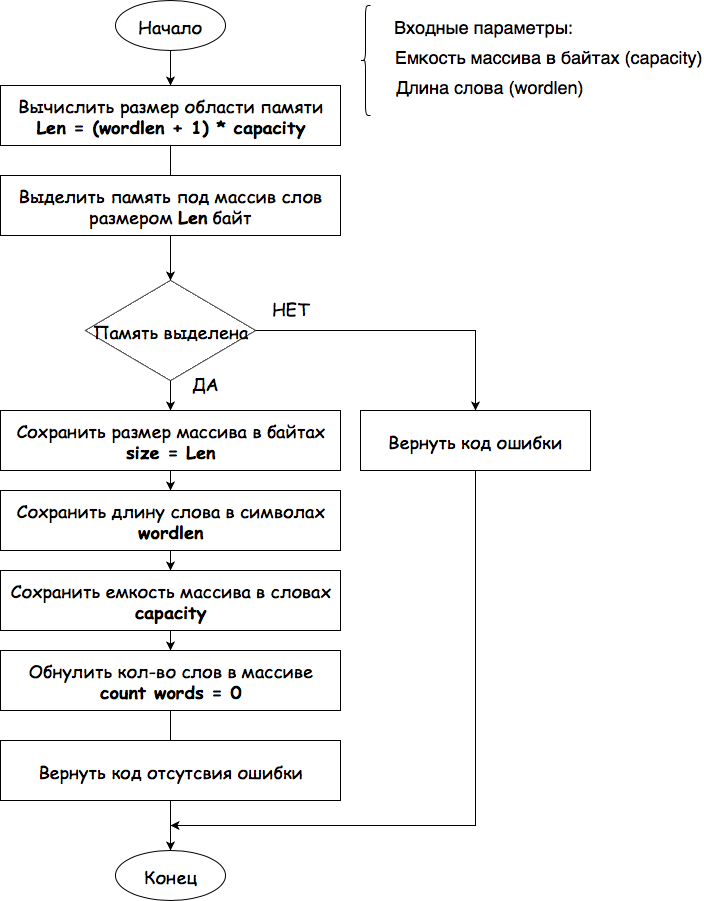 Начало
Входные параметры:
Емкость массива в байтах (capacity)
Длина слова (wordlen)
Вычислить размер области памяти
Len = (wordlen + 1) * capacity
Выделить память под массив слов
размером Len байт
НЕТ
Память выделена
ДА
Сохранить размер массива в байтах
size = Len
Вернуть код ошибки
Сохранить длину слова в символах
wordlen
Сохранить емкость массива в словах
capacity
Обнулить кол-во слов в массиве
count words = 0
Вернуть код отсутсвия ошибки
Конец